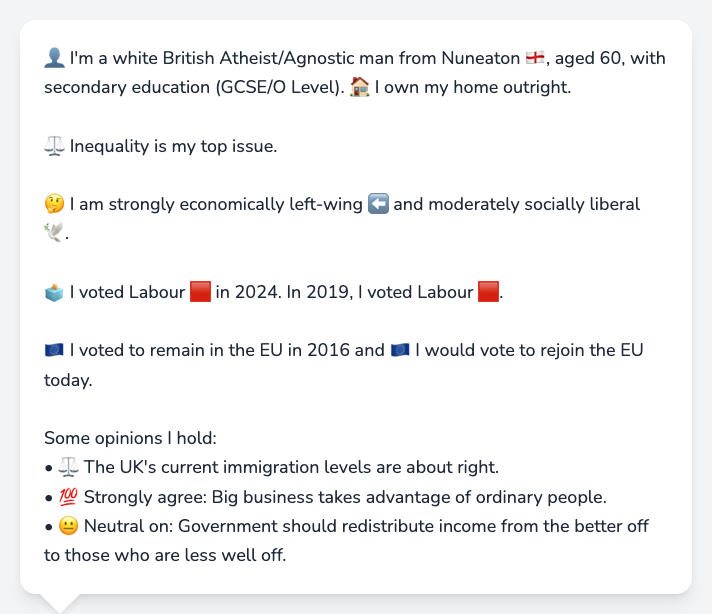 👤 I'm a white British Atheist/Agnostic man from Nuneaton 🏴󠁧󠁢󠁥󠁮󠁧󠁿, aged 60, with
secondary education (GCSE/O Level). 🏠 I own my home outright.
⚖️ Inequality is my top issue.
🤔 I am strongly economically left-wing ⬅️ and moderately socially liberal
🕊️.
🗳️ I voted Labour 🟥 in 2024. In 2019, I voted Labour 🟥.
🇪🇺 I voted to remain in the EU in 2016 and 🇪🇺 I would vote to rejoin the EU
today.
Some opinions I hold:
• ⚖️ The UK's current immigration levels are about right.
• 💯 Strongly agree: Big business takes advantage of ordinary people.
• 😐 Neutral on: Government should redistribute income from the better off
to those who are less well off.